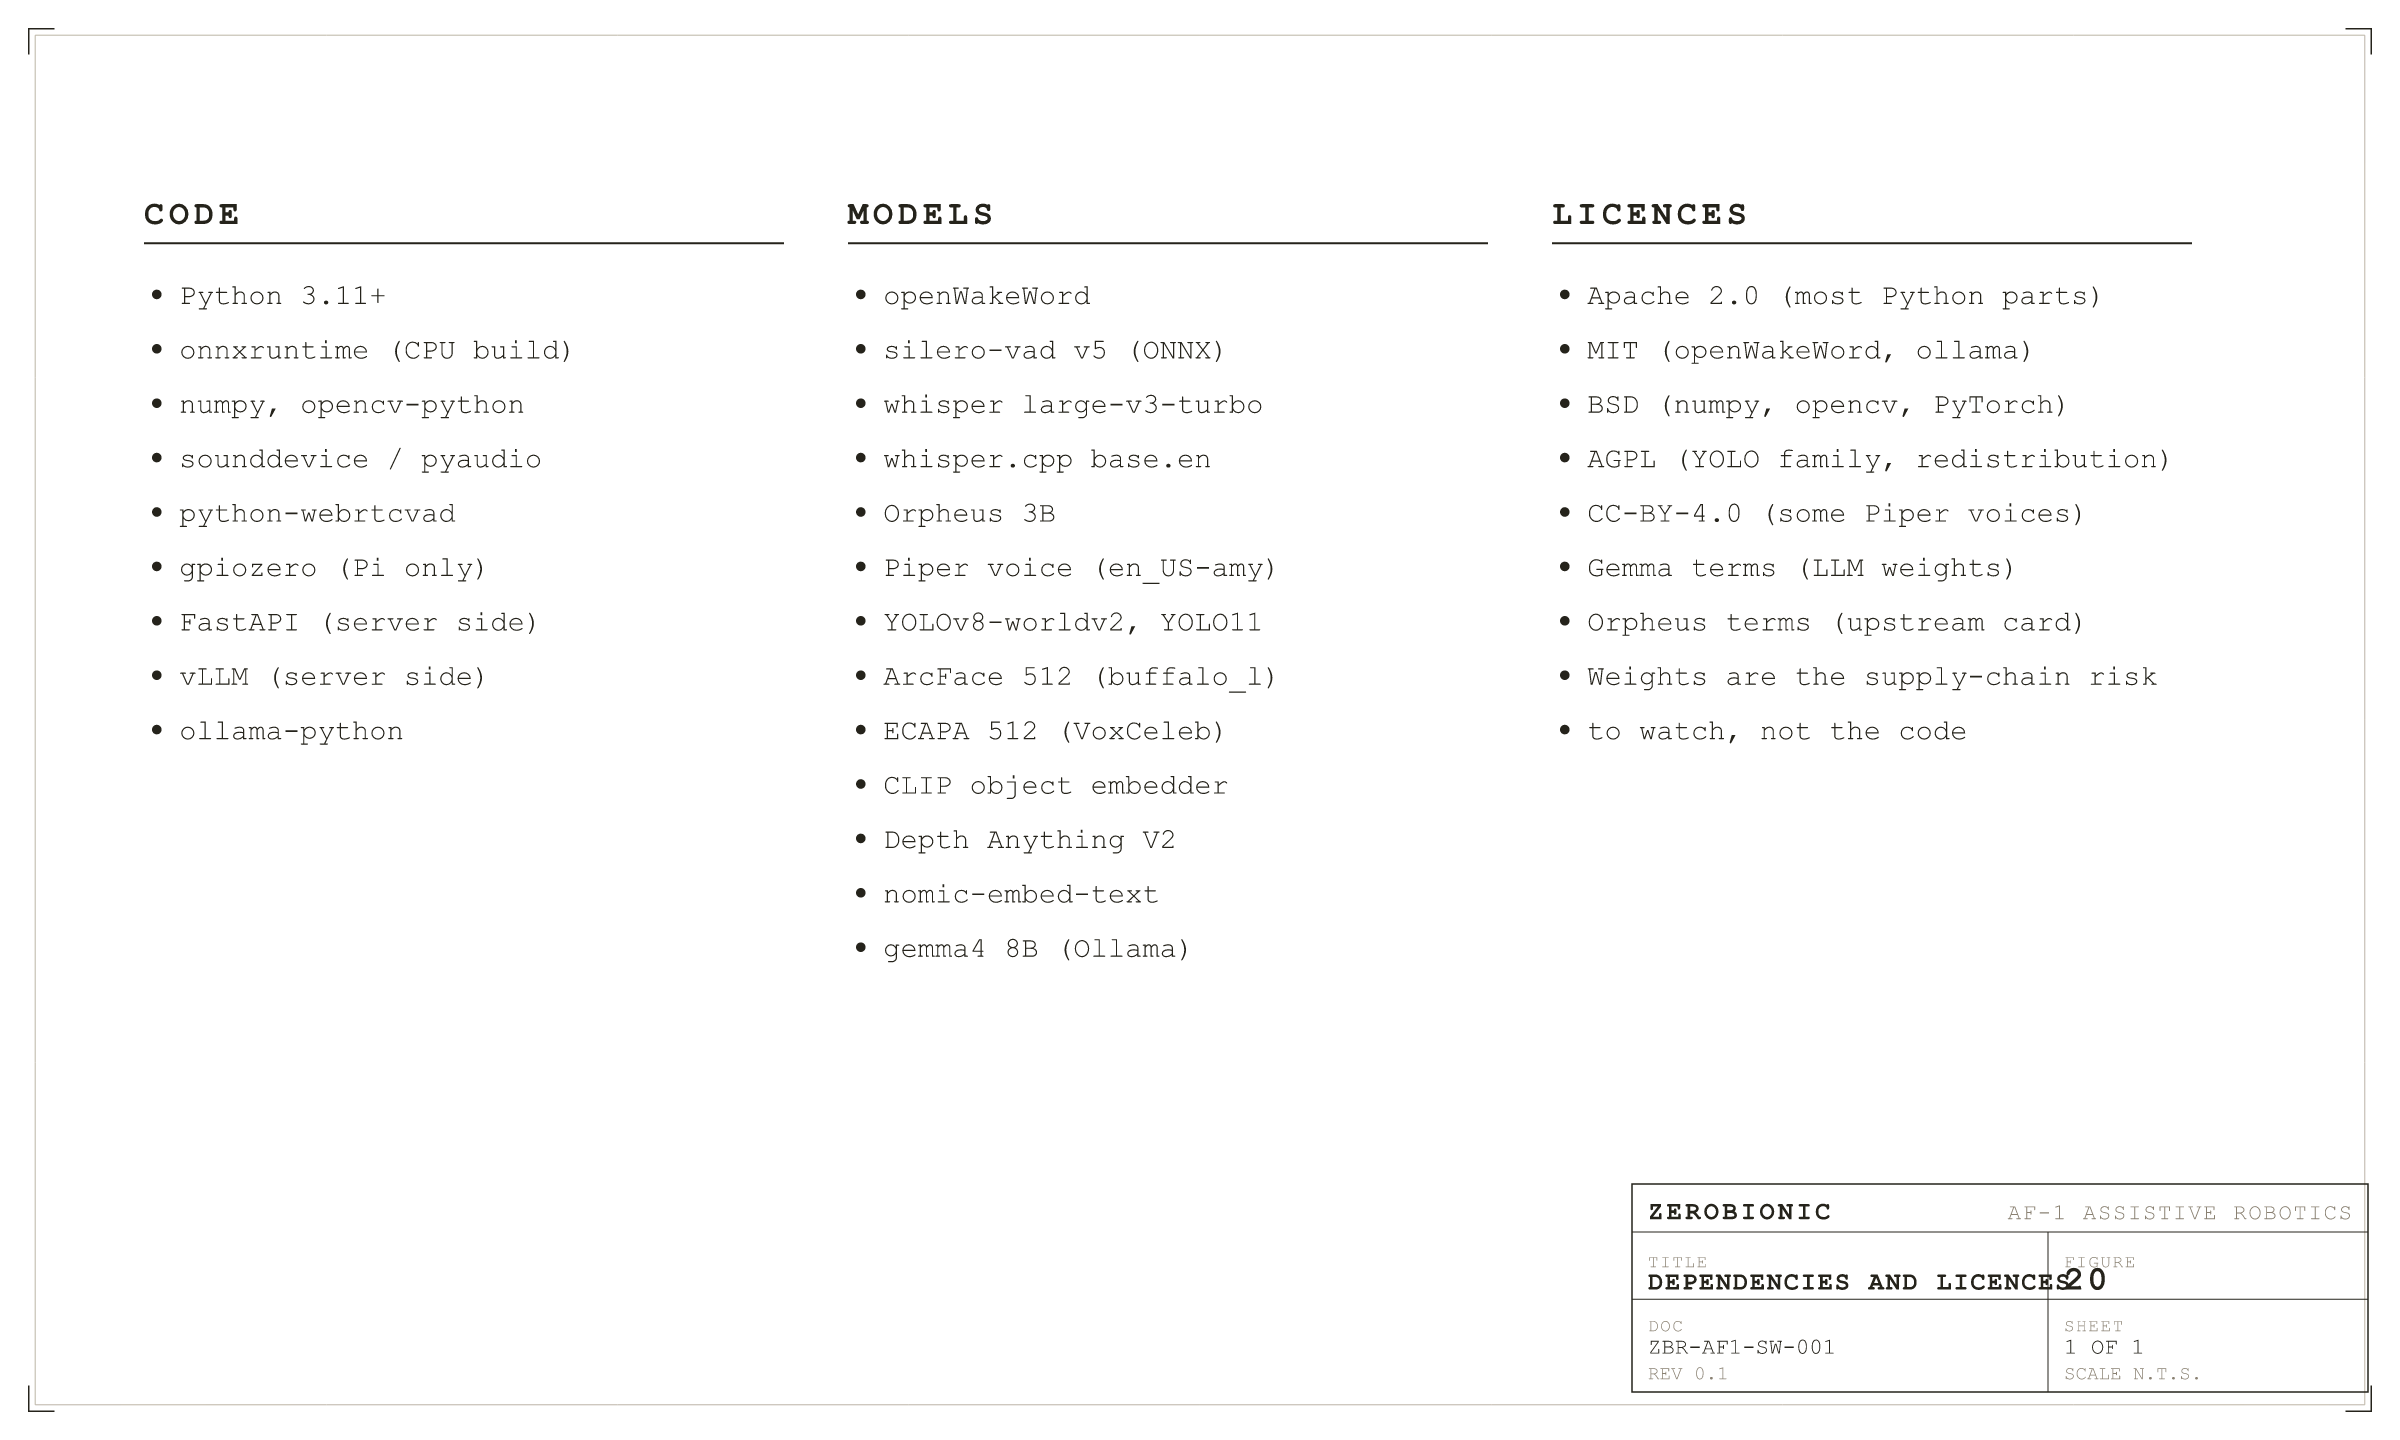 CODE
• Python 3.11+
• onnxruntime (CPU build)
• numpy, opencv-python
• sounddevice / pyaudio
• python-webrtcvad
• gpiozero (Pi only)
• FastAPI (server side)
• vLLM (server side)
• ollama-python
MODELS
• openWakeWord
• silero-vad v5 (ONNX)
• whisper large-v3-turbo
• whisper.cpp base.en
• Orpheus 3B
• Piper voice (en_US-amy)
• YOLOv8-worldv2, YOLO11
• ArcFace 512 (buffalo_l)
• ECAPA 512 (VoxCeleb)
• CLIP object embedder
• Depth Anything V2
• nomic-embed-text
• gemma4 8B (Ollama)
LICENCES
• Apache 2.0 (most Python parts)
• MIT (openWakeWord, ollama)
• BSD (numpy, opencv, PyTorch)
• AGPL (YOLO family, redistribution)
• CC-BY-4.0 (some Piper voices)
• Gemma terms (LLM weights)
• Orpheus terms (upstream card)
• Weights are the supply-chain risk
• to watch, not the code
ZEROBIONIC
AF-1 ASSISTIVE ROBOTICS
TITLE
DEPENDENCIES AND LICENCES
FIGURE
20
DOC
ZBR-AF1-SW-001
REV 0.1
SHEET
1 OF 1
SCALE N.T.S.